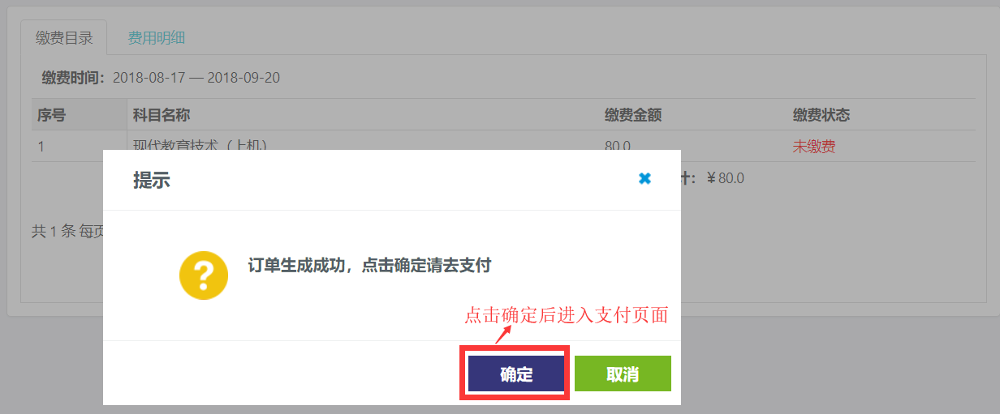 缴费目录 费用明细
缴费时间：2018-08-17 — 2018-09-20
序号 科目名称 缴费金额 缴费状态
1 现代教育技术（上机） 80.0 未缴费
计：￥80.0
共 1 条 每页
提示
订单生成成功，点击确定请去支付
点击确定后进入支付页面
确定 取消